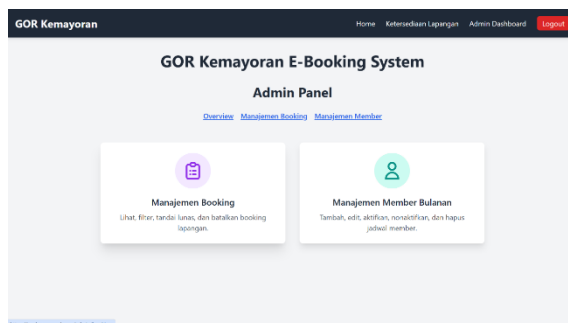 GOR Kemayoran
Home Ketersediaan Lapangan Admin Dashboard Logout
GOR Kemayoran E-Booking System
Admin Panel
Overview Manajemen Booking Manajemen Member
Manajemen Booking
Lihat, filter, tandai lunas, dan batalkan booking
lapangan.
Manajemen Member Bulanan
Tambah, edit, aktifkan, nonaktifkan, dan hapus
jadwal member.